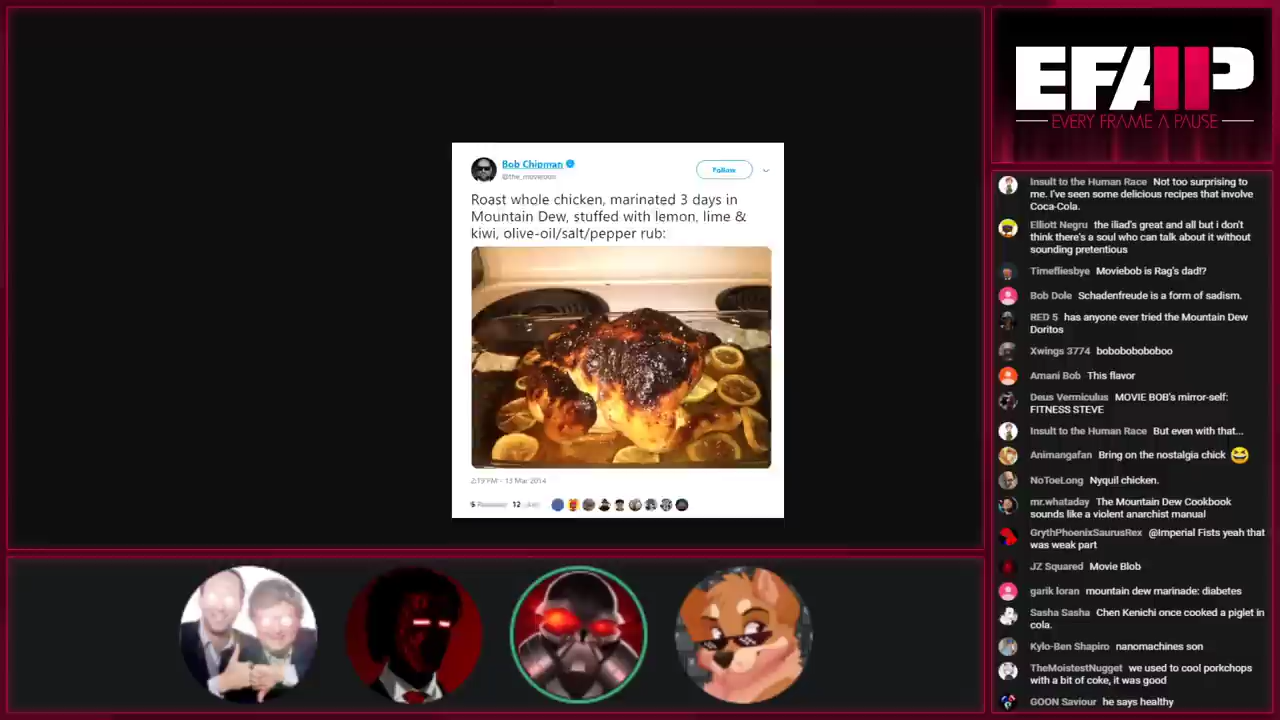 Bob Chipman
@the_moviebob
Follow
Roast whole chicken, marinated 3 days in
Mountain Dew, stuffed with lemon, lime &
kiwi, olive-oil/salt/pepper rub:
13 Mar 2014
5
12
EFAP
EVERY FRAME A PAUSE
Insult to the Human Race Not too surprising to
me. I've seen some delicious recipes that involve
Coca-Cola.
Elliott Negru the iliad's great and all but i don't
think there's a soul who can talk about it without
sounding pretentious
Timefliesbye Moviebob is Rag's dad!?
Bob Dole Schadenfreude is a form of sadism.
RED 5 has anyone ever tried the Mountain Dew
Doritos
Xwings 3774 boboboboboboo
Amani Bob This flavor
Deus Vermiculus MOVIE BOB's mirror-self:
FITNESS STEVE
Insult to the Human Race But even with that...
Animangafan Bring on the nostalgia chick
NoToeLong Nyquil chicken.
mr.whataday The Mountain Dew Cookbook
sounds like a violent anarchist manual
GrythPhoenixSaurusRex @Imperial Fists yeah that
was weak part
JZ Squared Movie Blob
garik loran mountain dew marinade: diabetes
Sasha Sasha Chen Kenichi once cooked a piglet in
cola.
Kylo-Ben Shapiro nanomachines son
TheMoistestNugget we used to cool porkchops
with a bit of coke, it was good
GOON Saviour he says healthy